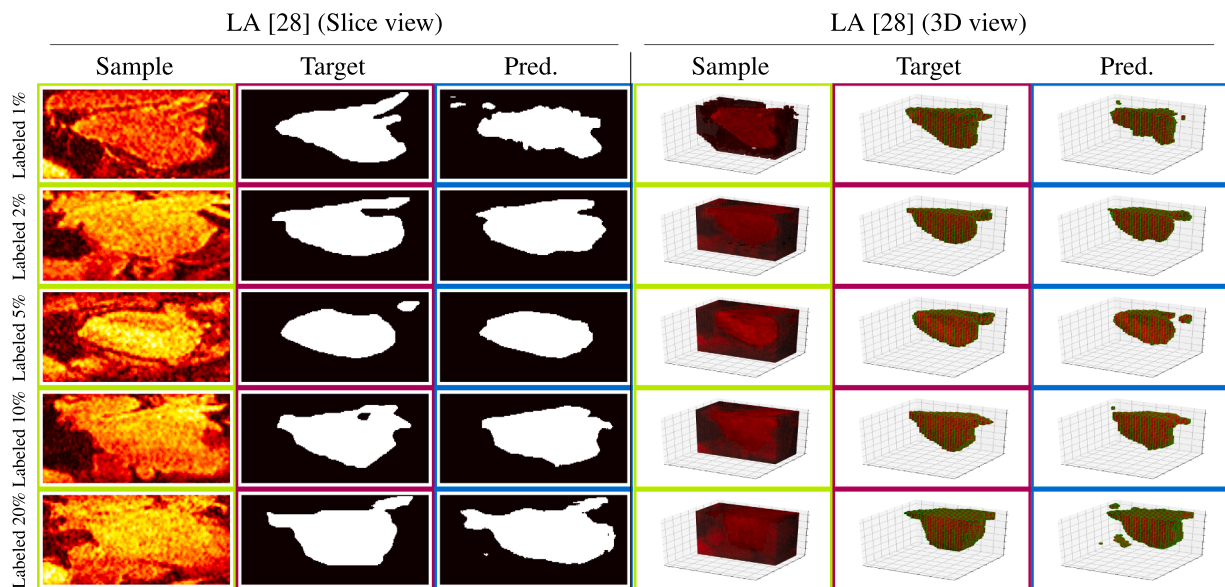 LA [28] (Slice view) LA [28] (3D view)
Sample Target Pred. Sample Target Pred.
Labeled 1%
Labeled 2%
Labeled 5%
Labeled 10%
Labeled 20%